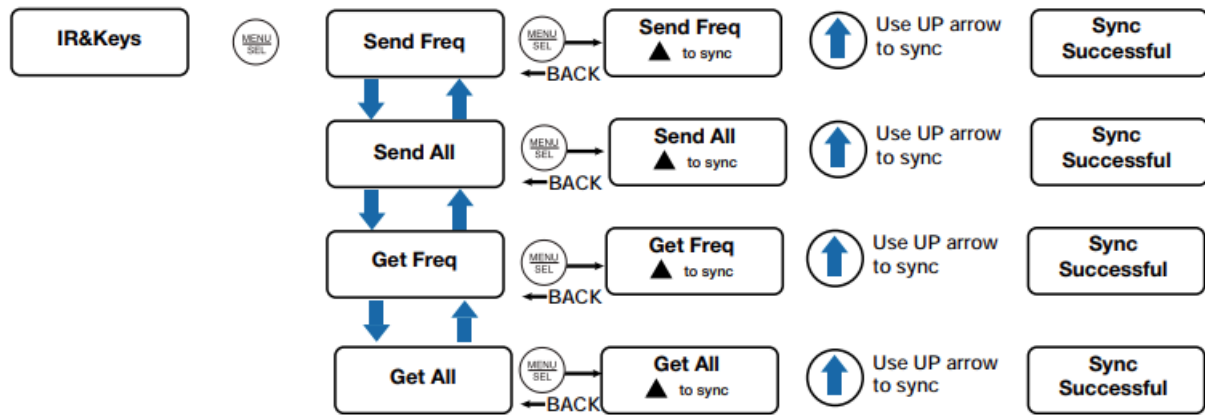 IR&Keys
MENU
SEL
Send Freq
MENU
SEL
BACK
Send Freq
to sync
Use UP arrow
to sync
Sync
Successful
Send All
MENU
SEL
BACK
Send All
to sync
Use UP arrow
to sync
Sync
Successful
Get Freq
MENU
SEL
BACK
Get Freq
to sync
Use UP arrow
to sync
Sync
Successful
Get All
MENU
SEL
BACK
Get All
to sync
Use UP arrow
to sync
Sync
Successful